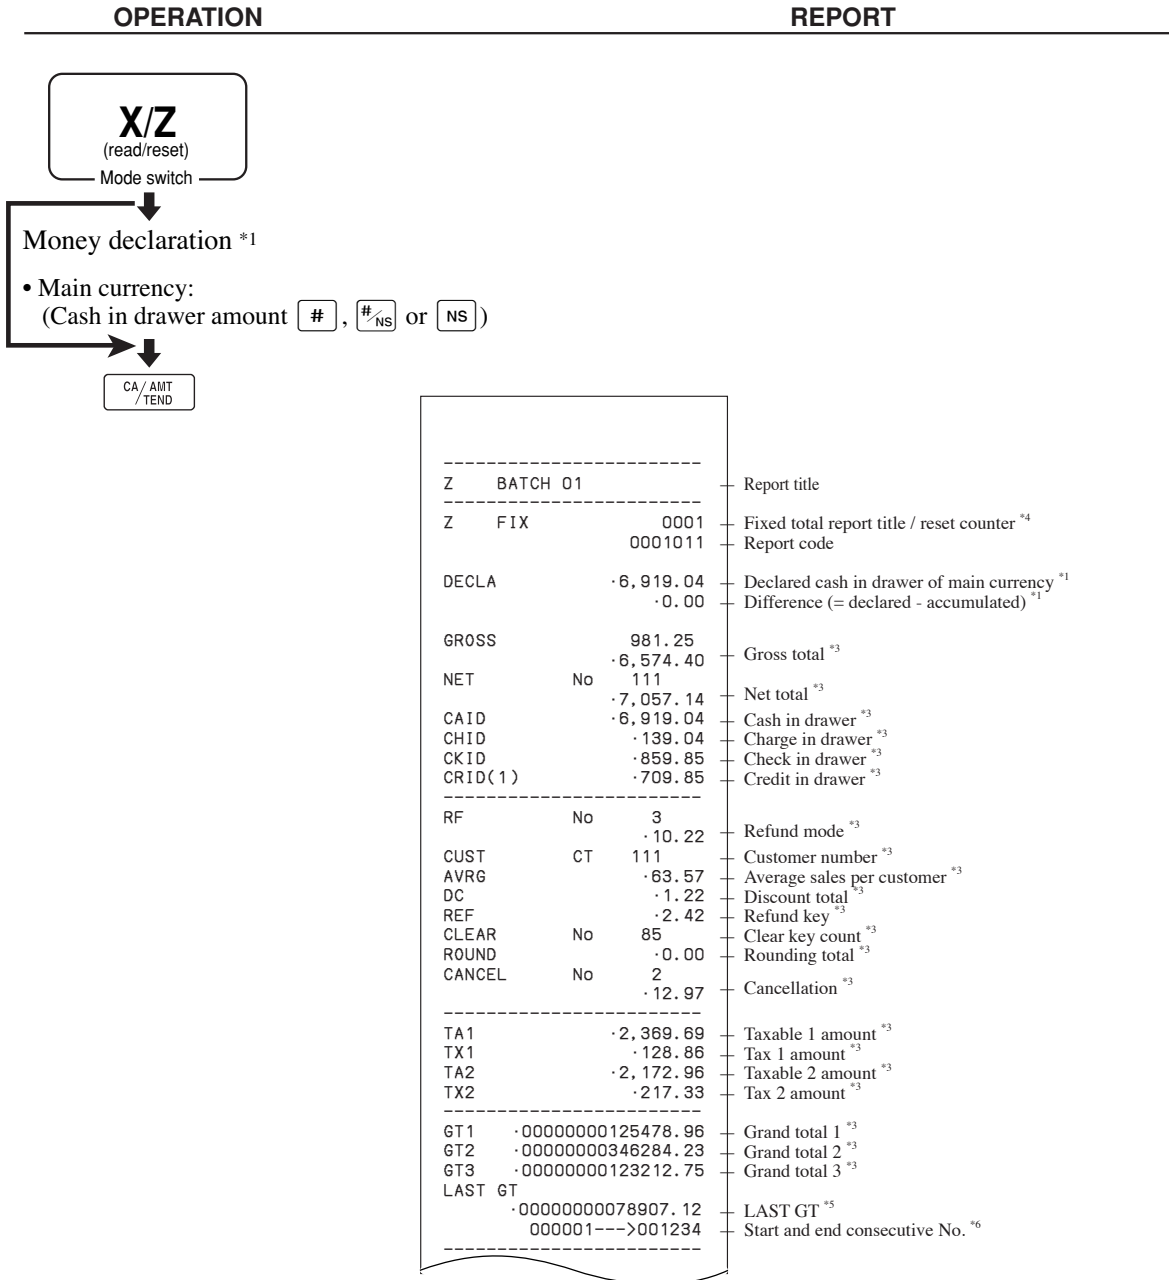 OPERATION REPORT
X/Z
(read/reset)
Mode switch
Money declaration *1
• Main currency:
(Cash in drawer amount # , #/NS or NS )
CA/AMT
/TEND
------------------------
Z BATCH 01 Report title
------------------------
Z FIX 0001 Fixed total report title / reset counter *4
0001011 Report code
DECLA ·6,919.04 Declared cash in drawer of main currency *1
·0.00 Difference (= declared - accumulated) *1
GROSS 981.25
·6,574.40 Gross total *3
NET No 111
·7,057.14 Net total *3
CAID ·6,919.04 Cash in drawer *3
CHID ·139.04 Charge in drawer *3
CKID ·859.85 Check in drawer *3
CRID(1) ·709.85 Credit in drawer *3
------------------------
RF No 3
·10.22 Refund mode *3
CUST CT 111 Customer number *3
AVRG ·63.57 Average sales per customer *3
DC ·1.22 Discount total *3
REF ·2.42 Refund key *3
CLEAR No 85 Clear key count *3
ROUND ·0.00 Rounding total *3
CANCEL No 2
·12.97 Cancellation *3
------------------------
TA1 ·2,369.69 Taxable 1 amount *3
TX1 ·128.86 Tax 1 amount *3
TA2 ·2,172.96 Taxable 2 amount *3
TX2 ·217.33 Tax 2 amount *3
------------------------
GT1 ·00000000125478.96 Grand total 1 *3
GT2 ·00000000346284.23 Grand total 2 *3
GT3 ·00000000123212.75 Grand total 3 *3
LAST GT
·00000000078907.12 LAST GT *5
000001--->001234 Start and end consecutive No. *6
------------------------